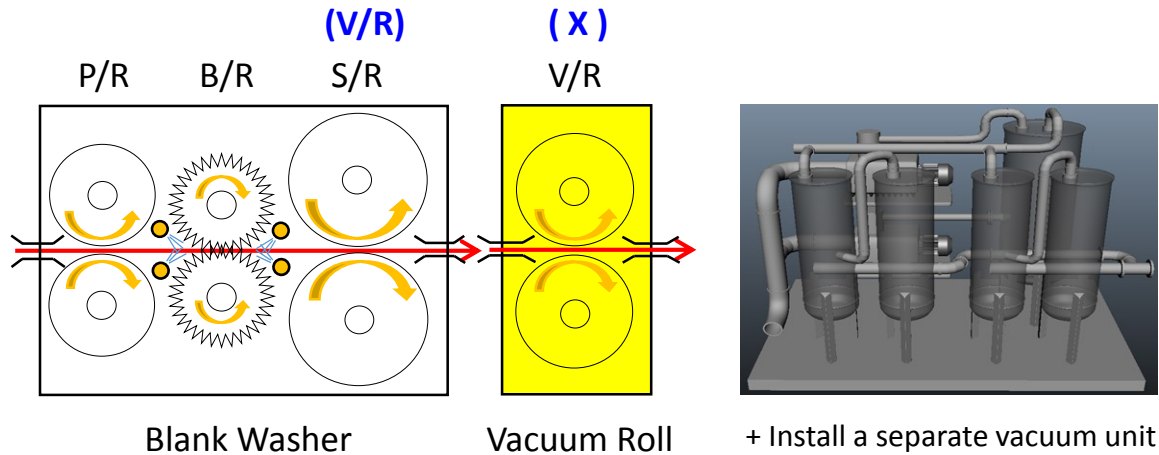 (V/R) ( X )
P/R B/R S/R V/R
Blank Washer Vacuum Roll + Install a separate vacuum unit